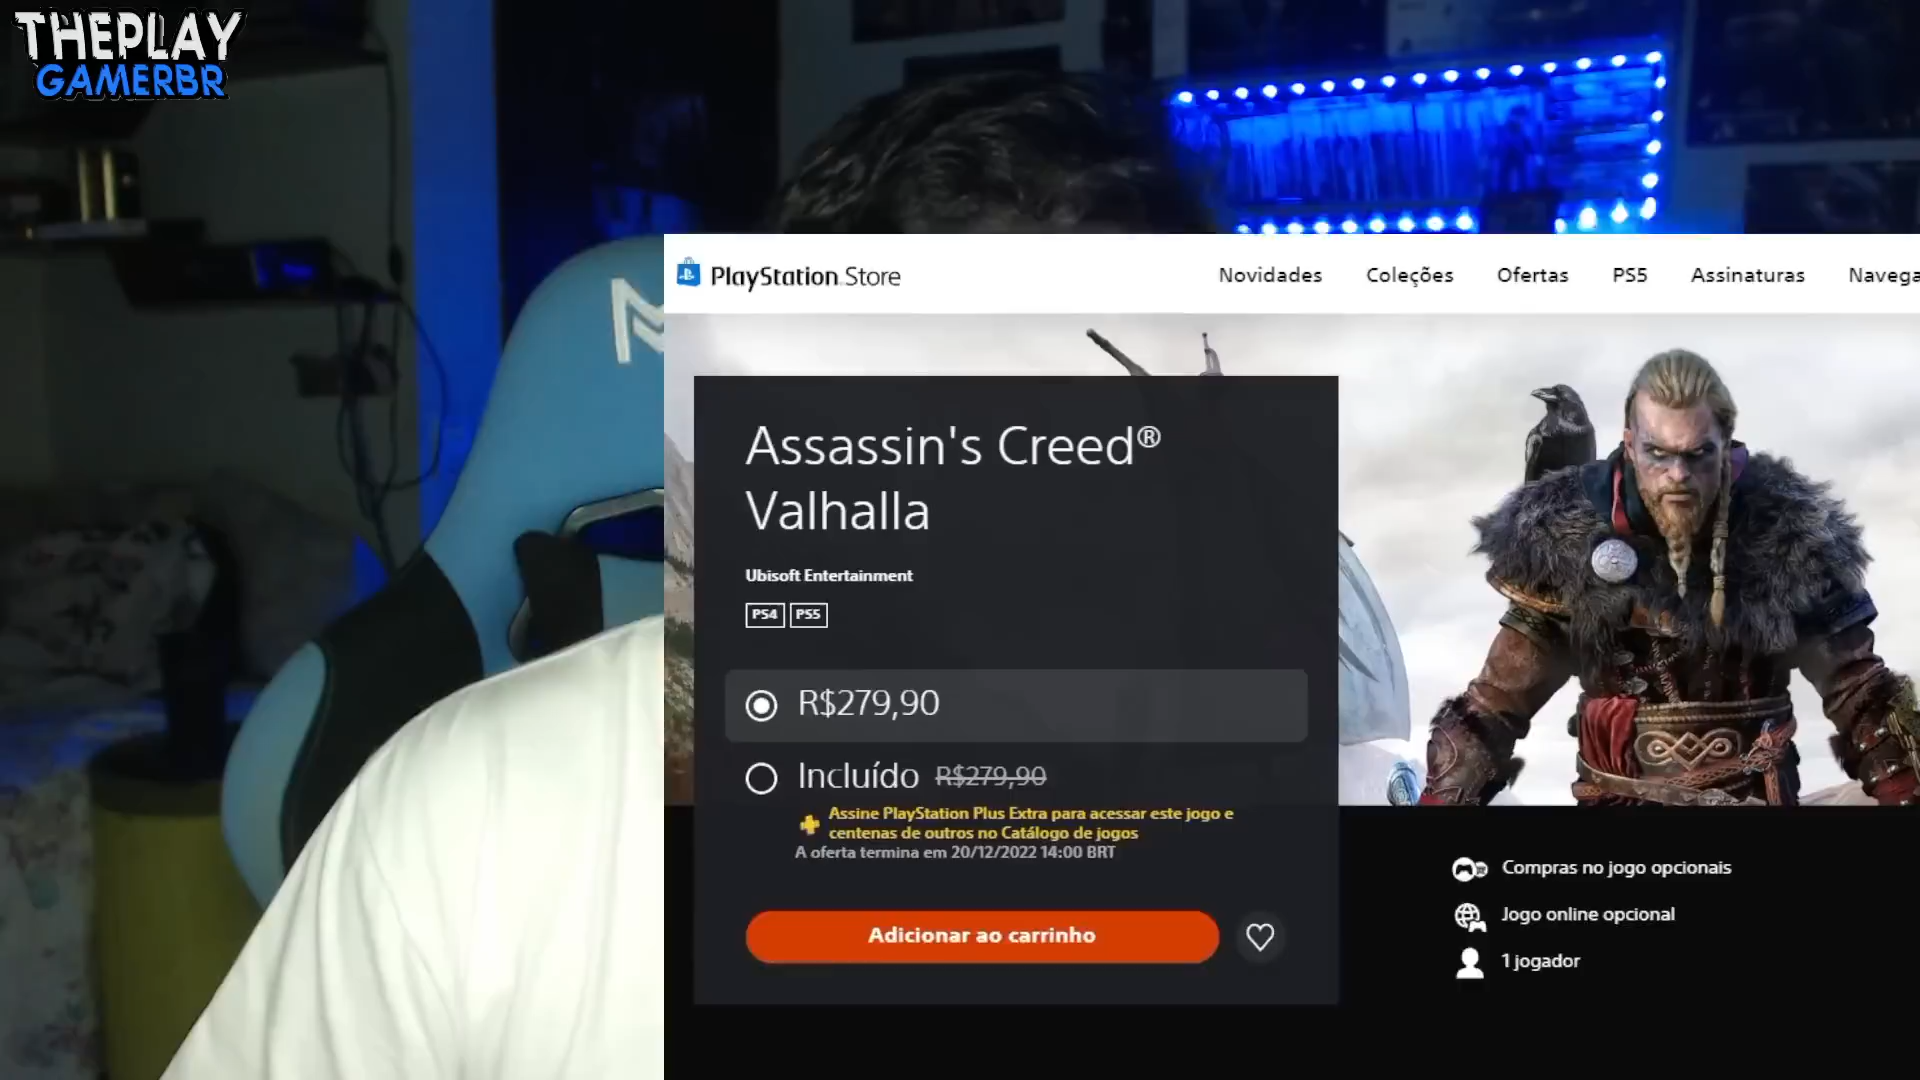 THEPLAY
GAMERBR
PlayStation Store
Novidades Coleções Ofertas PS5 Assinaturas Navega
Assassin's Creed®
Valhalla
Ubisoft Entertainment
PS4 PS5
R$279,90
Incluído R$279,90
Assine PlayStation Plus Extra para acessar este jogo e
centenas de outros no Catálogo de jogos
A oferta termina em 20/12/2022 14:00 BRT
Adicionar ao carrinho
Compras no jogo opcionais
Jogo online opcional
1 jogador